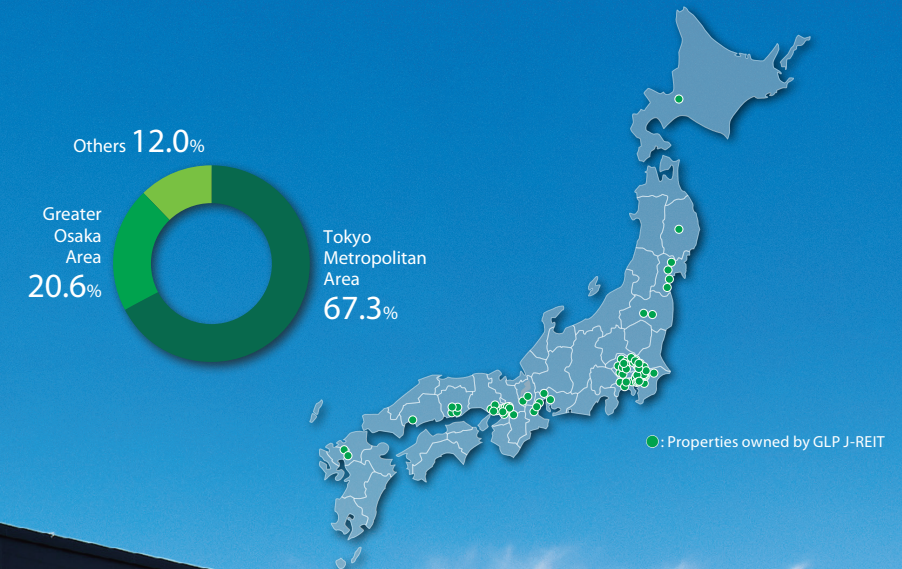 Others 12.0%
Greater
Osaka
Area
20.6%
Tokyo
Metropolitan
Area
67.3%
: Properties owned by GLP J-REIT